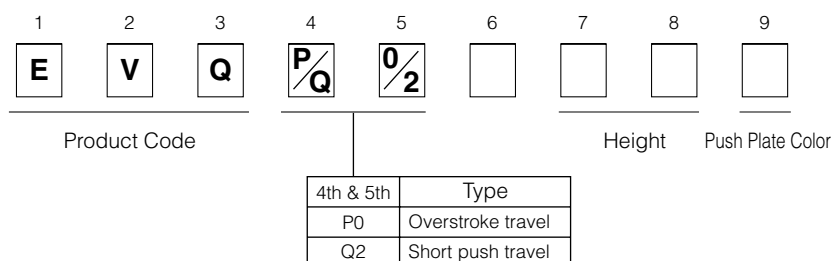 1 2 3 4 5 6 7 8 9
E V Q P/Q 0/2
Product Code Height Push Plate Color
4th & 5th Type
P0 Overstroke travel
Q2 Short push travel